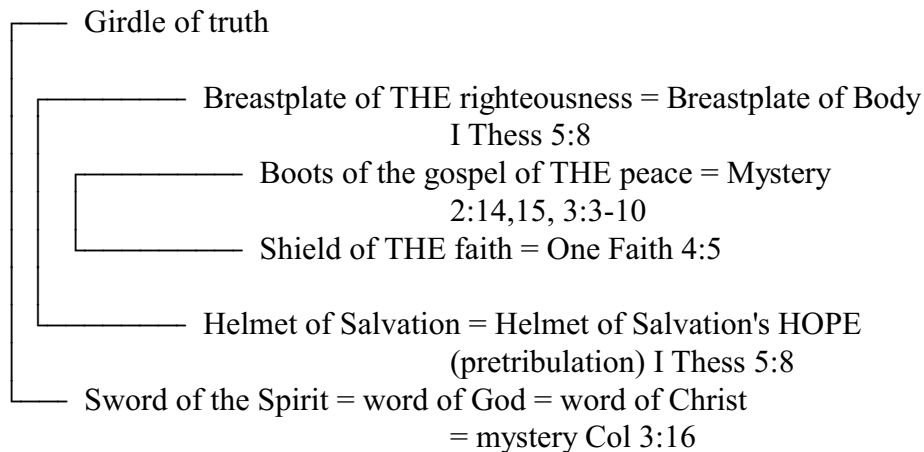 Girdle of truth
Breastplate of THE righteousness = Breastplate of Body
I Thess 5:8
Boots of the gospel of THE peace = Mystery
2:14,15, 3:3-10
Shield of THE faith = One Faith 4:5
Helmet of Salvation = Helmet of Salvation's HOPE
(pretribulation) I Thess 5:8
Sword of the Spirit = word of God = word of Christ
= mystery Col 3:16